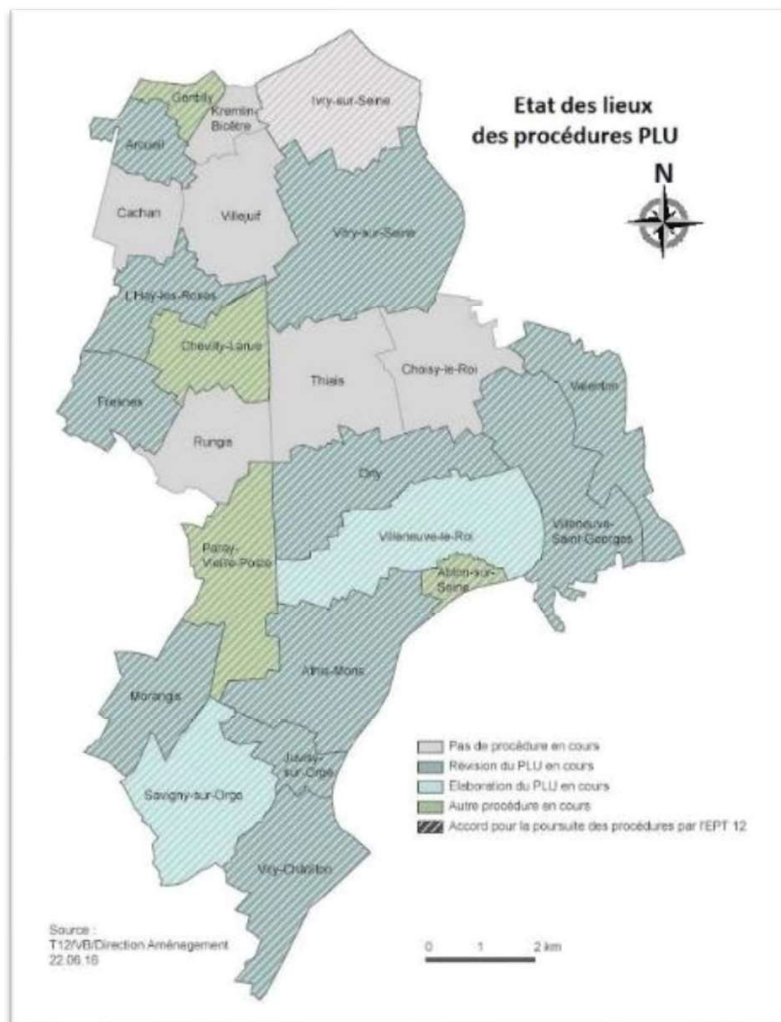 Etat des lieux
des procédures PLU
N
Gentilly
Kremlin-
Bicêtre
Ivry-sur-Seine
Arcueil
Cachan
Villejuif
Vitry-sur-Seine
L'Haÿ-les-Roses
Chevilly-Larue
Thiais
Choisy-le-Roi
Valenton
Fresnes
Rungis
Orly
Villeneuve-le-Roi
Villeneuve-
Saint-Georges
Paray-
Vieille-Poste
Ablon-sur-
Seine
Athis-Mons
Morangis
Juvisy-
sur-Orge
Savigny-sur-Orge
Viry-Châtillon
Pas de procédure en cours
Révision du PLU en cours
Elaboration du PLU en cours
Autre procédure en cours
Accord pour la poursuite des procédures par l'EPT 12
Source :
T12/VB/Direction Aménagement
22.06.16
0 1 2 km